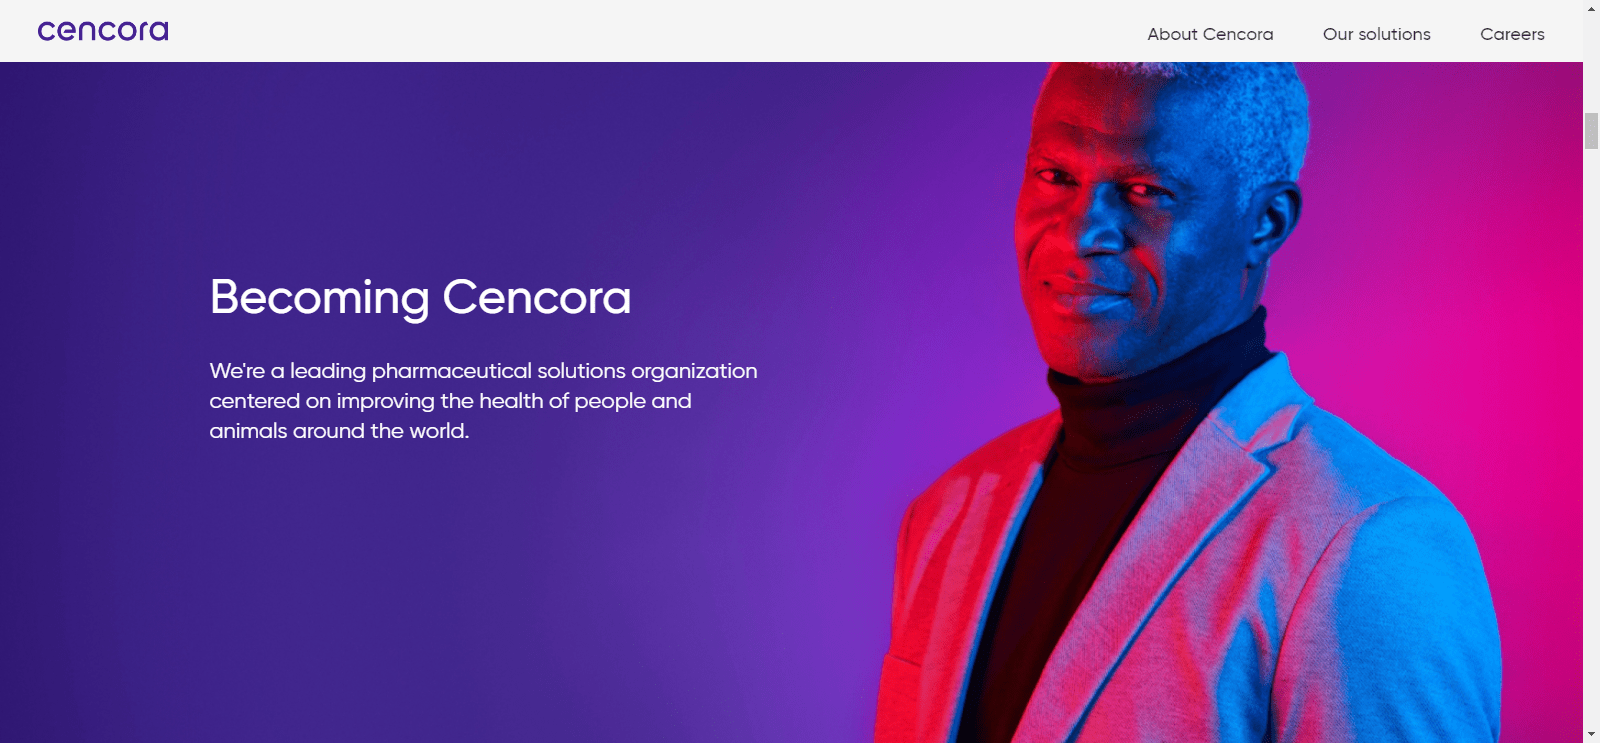 cencora
About Cencora Our solutions Careers
Becoming Cencora
We're a leading pharmaceutical solutions organization
centered on improving the health of people and
animals around the world.